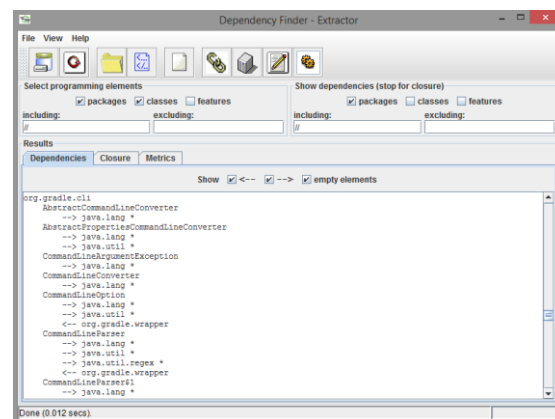 Dependency Finder - Extractor
File View Help
Select programming elements
packages classes features
including: excluding:
//
Show dependencies (stop for closure)
packages classes features
including: excluding:
//
Results
Dependencies Closure Metrics
Show <-- --> empty elements
org.gradle.cli
AbstractCommandLineConverter
--> java.lang *
AbstractPropertiesCommandLineConverter
--> java.lang *
--> java.util *
CommandLineArgumentException
--> java.lang *
CommandLineConverter
--> java.lang *
CommandLineOption
--> java.lang *
--> java.util *
<-- org.gradle.wrapper
CommandLineParser
--> java.lang *
--> java.util *
--> java.util.regex *
<-- org.gradle.wrapper
CommandLineParser$1
--> java.lang *
Done (0.012 secs).